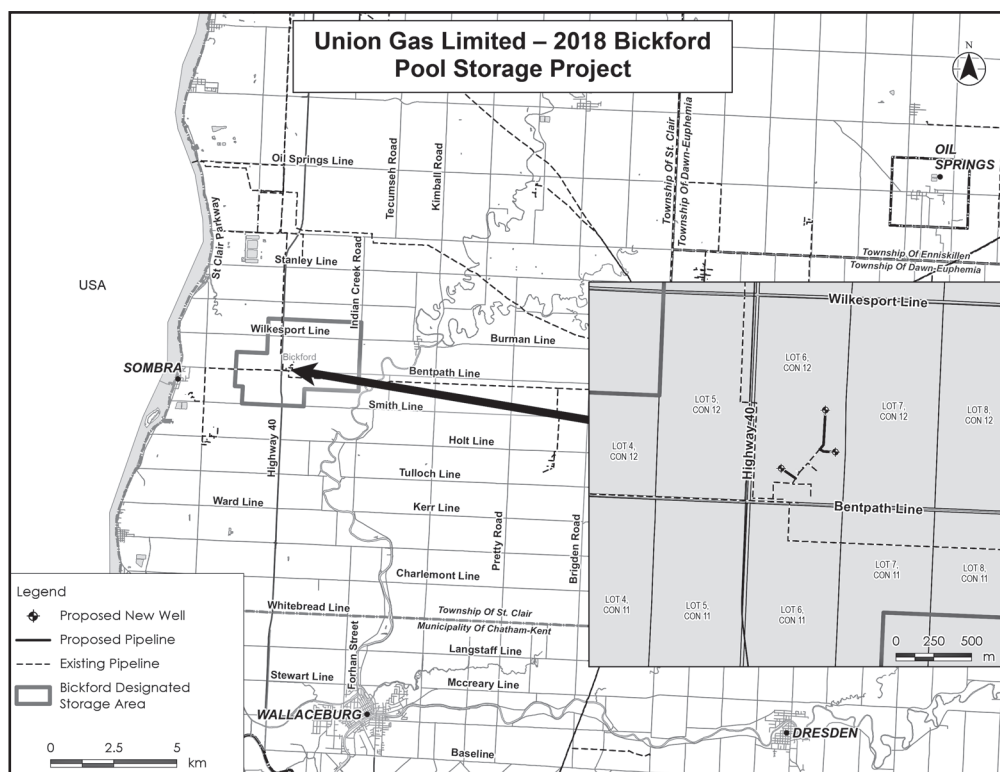 Union Gas Limited – 2018 Bickford
Pool Storage Project
N
OIL
SPRINGS
Oil Springs Line
Tecumseh Road
Kimball Road
Township Of St. Clair
Township Of Dawn-Euphemia
St Clair Parkway
Stanley Line
Indian Creek Road
Township Of Enniskillen
Township Of Dawn-Euphemia
USA
Wilkesport Line
Burman Line
Bickford
SOMBRA
Bentpath Line
Smith Line
Highway 40
Holt Line
Tulloch Line
Ward Line
Kerr Line
Pretty Road
Brigden Road
Charlemont Line
Whitebread Line
Township Of St. Clair
Municipality Of Chatham-Kent
Forhan Street
Langstaff Line
Stewart Line
Mccreary Line
WALLACEBURG
DRESDEN
Baseline
Wilkesport Line
LOT 6,
CON 12
LOT 5,
CON 12
LOT 7,
CON 12
LOT 8,
CON 12
LOT 4,
CON 12
Highway 40
Bentpath Line
LOT 7,
CON 11
LOT 8,
CON 11
LOT 4,
CON 11
LOT 5,
CON 11
LOT 6,
CON 11
0 250 500
m
Legend
Proposed New Well
Proposed Pipeline
Existing Pipeline
Bickford Designated
Storage Area
0 2.5 5
km